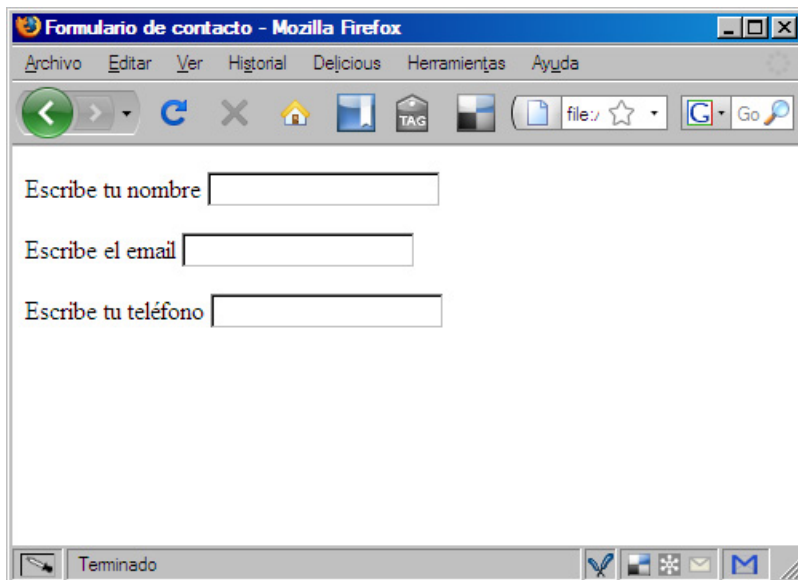 Formulario de contacto - Mozilla Firefox
Archivo Editar Ver Historial Delicious Herramientas Ayuda
TAG file:/ G Go
Escribe tu nombre
Escribe el email
Escribe tu teléfono
Terminado M